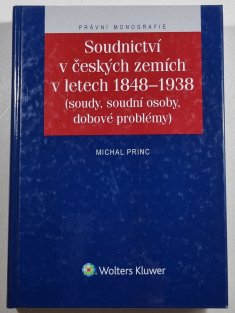 PRÁVNÍ MONOGRAFIE
Soudnictví
v českých zemích
v letech 1848–1938
(soudy, soudní osoby,
dobové problémy)
MICHAL PRINC
Wolters Kluwer